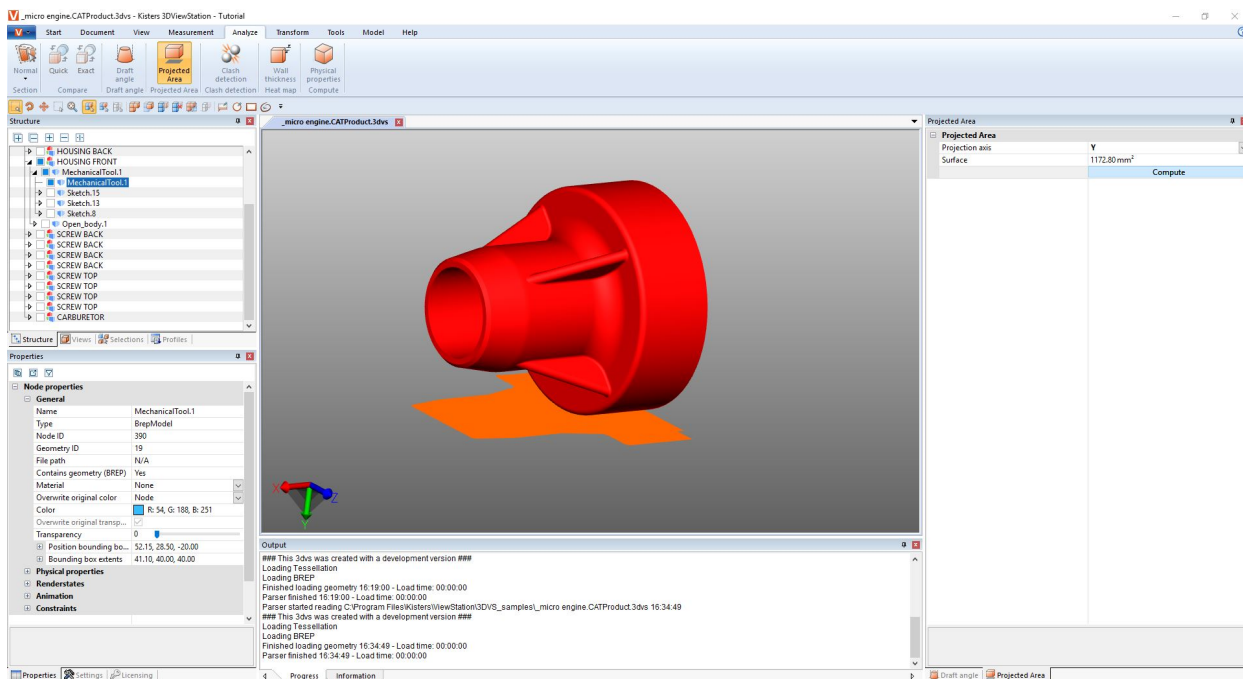 _micro engine.CATProduct.3dvs - Kisters 3DViewStation - Tutorial
Start Document View Measurement Analyze Transform Tools Model Help
Normal Quick Exact Draft angle Projected Area Clash detection Wall thickness Physical properties
Section Compare Draft angle Projected Area Clash detection Heat map Compute
Structure
_micro engine.CATProduct.3dvs
Projected Area
HOUSING BACK
HOUSING FRONT
MechanicalTool.1
MechanicalTool.1
Sketch.15
Sketch.13
Sketch.8
Open_body.1
SCREW BACK
SCREW BACK
SCREW BACK
SCREW BACK
SCREW TOP
SCREW TOP
SCREW TOP
SCREW TOP
CARBURETOR
Structure Views Selections Profiles
Projected Area
Projection axis Y
Surface 1172.80 mm²
Compute
Properties
Node properties
General
Name MechanicalTool.1
Type BrepModel
Node ID 390
Geometry ID 19
File path N/A
Contains geometry (BREP) Yes
Material None
Overwrite original color Node
Color R: 54, G: 188, B: 251
Overwrite original transp...
Transparency 0
Position bounding bo... 52.15, 28.50, -20.00
Bounding box extents 41.10, 40.00, 40.00
Physical properties
Renderstates
Animation
Constraints
Properties Settings Licensing
X Z
Y
Output
### This 3dvs was created with a development version ###
Loading Tessellation
Loading BREP
Finished loading geometry 16:19:00 - Load time: 00:00:00
Parser finished 16:19:00 - Load time: 00:00:00
Parser started reading C:\Program Files\Kisters\ViewStation\3DVS_samples\_micro engine.CATProduct.3dvs 16:34:49
### This 3dvs was created with a development version ###
Loading Tessellation
Loading BREP
Finished loading geometry 16:34:49 - Load time: 00:00:00
Parser finished 16:34:49 - Load time: 00:00:00
Progress Information
Draft angle Projected Area